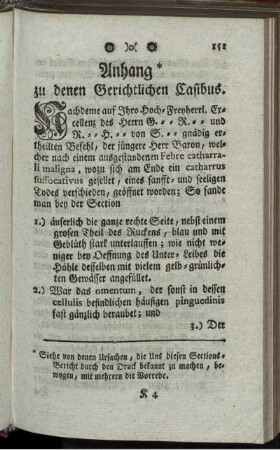 151
Anhang *
zu denen Gerichtlichen Casibus.
Nachdeme auf Ihro-Hoch-Freyherrl. Ex-
cellenz des Herrn G. - - R. - - und
R. - - H. - - von S. - - gnädig er-
theilten Befehl, der jüngere Herr Baron, wel-
cher nach einem ausgestandenen Febre catharra-
li maligna, wozu sich am Ende ein catharrus
suffocativus gesellet, eines sanfft- und seeligen
Todes verschieden, geöffnet worden; So fande
man bey der Section
1.) äuserlich die ganze rechte Seite, nebst einem
grosen Theil des Ruckens, blau und mit
Geblüth stark unterlauffen; wie nicht we-
niger bey Oeffnung des Unter-Leibes die
Höhle desselben mit vielem gelb-grünlich-
ten Gewässer angefüllet.
2.) War das omentum, der sonst in dessen
cellulis befindlichen häufigen pinguedinis
fast gänzlich beraubet; und
3.) Der
* Siehe von denen Ursachen, die Uns diesen Sections-
Bericht durch den Druck bekannt zu machen, be-
wogen, mit mehrern die Vorrede.
K 4